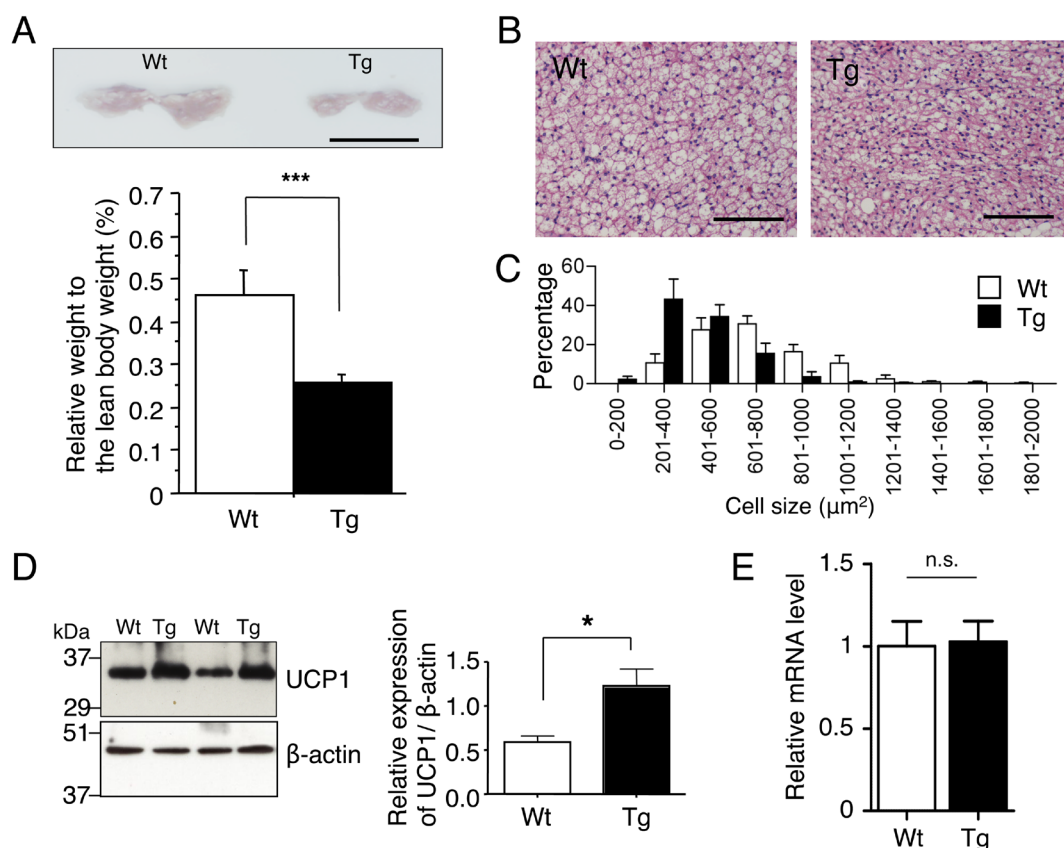 A
Wt Tg
***
Relative weight to
the lean body weight (%)
0.7
0.6
0.5
0.4
0.3
0.2
0.1
0
Wt Tg
B
Wt Tg
C
Percentage
60
40
20
0
Wt
Tg
0-200
201-400
401-600
601-800
801-1000
1001-1200
1201-1400
1401-1600
1601-1800
1801-2000
Cell size (µm²)
D
kDa Wt Tg Wt Tg
37
UCP1
29
51
β-actin
37
*
Relative expression
of UCP1/ β-actin
1.5
1.0
0.5
0.0
Wt Tg
E
n.s.
Relative mRNA level
1.5
1
0.5
0
Wt Tg